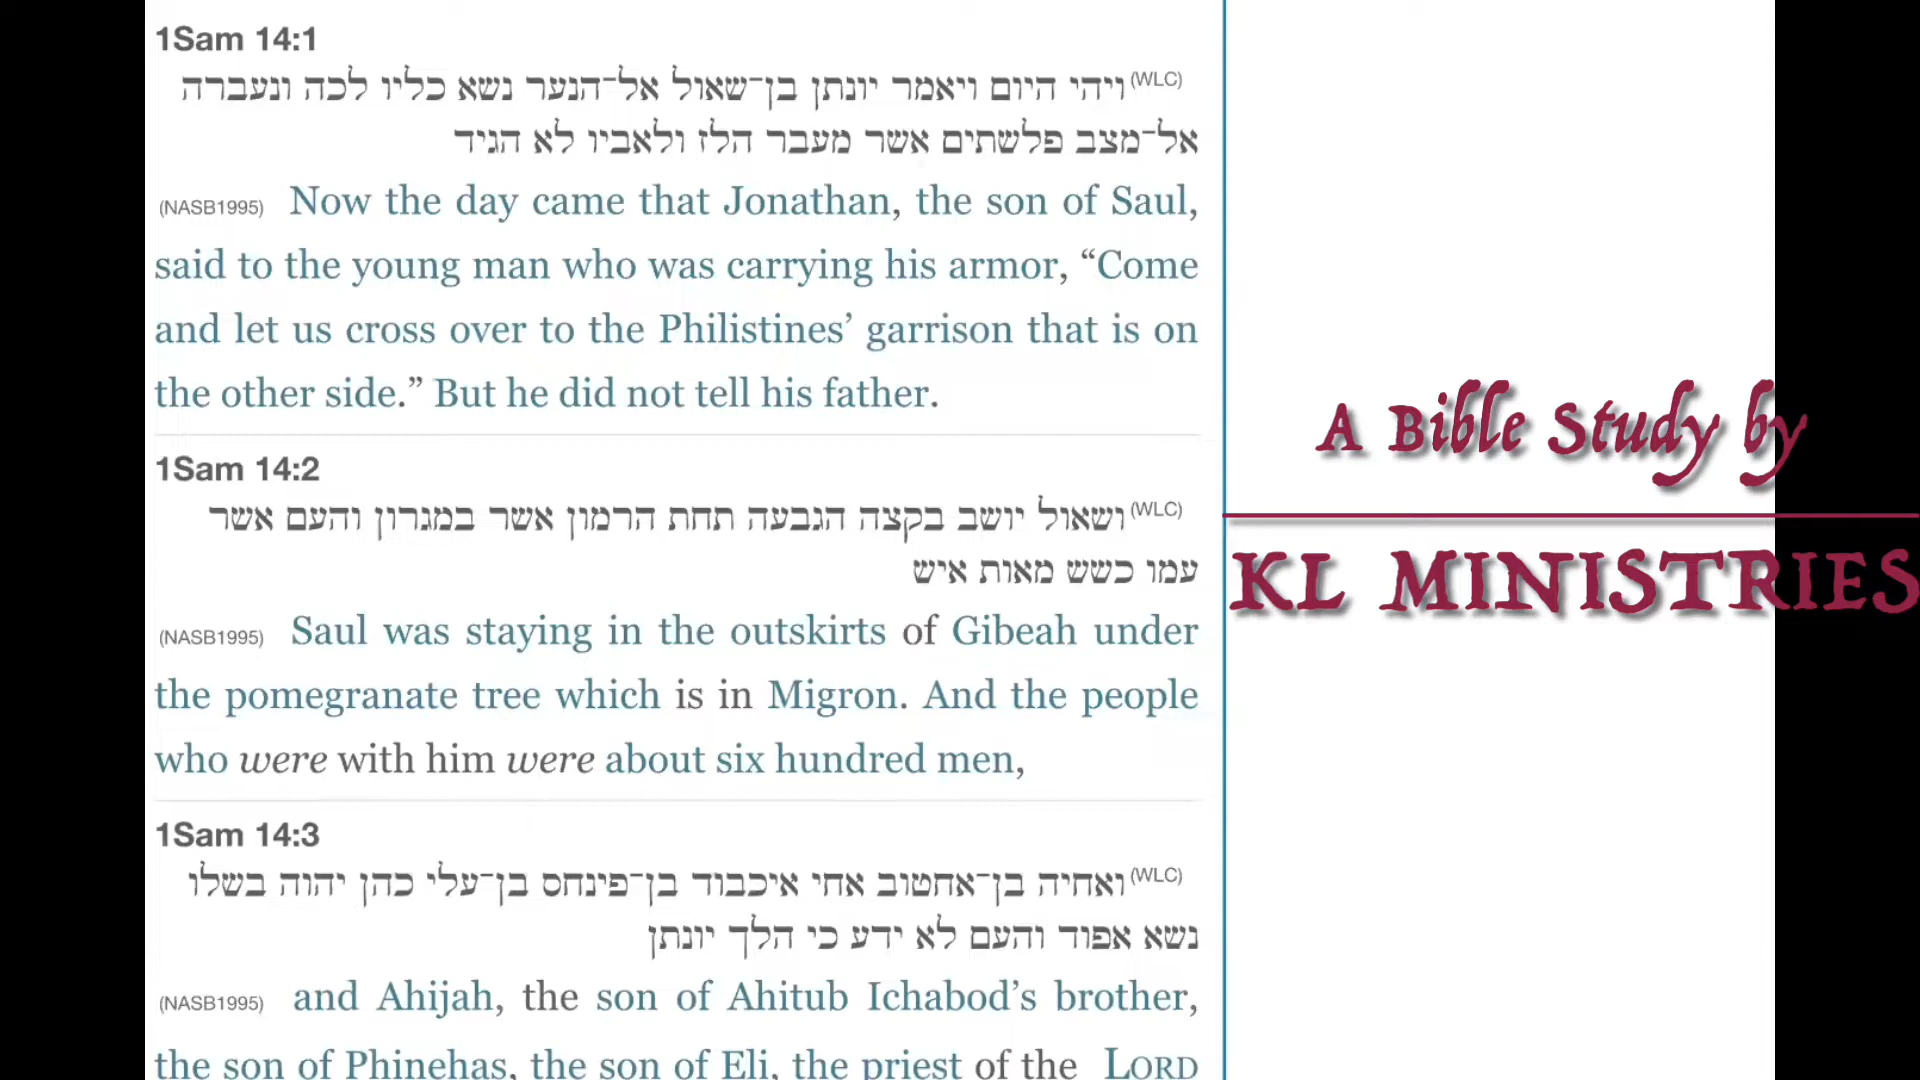 1Sam 14:1
(WLC) ויהי היום ויאמר יונתן בן־שאול אל־הנער נשא כליו לכה ונעברה
אל־מצב פלשתים אשר מעבר הלז ולאביו לא הגיד
(NASB1995) Now the day came that Jonathan, the son of Saul,
said to the young man who was carrying his armor, “Come
and let us cross over to the Philistines’ garrison that is on
the other side.” But he did not tell his father.
1Sam 14:2
(WLC) ושאול יושב בקצה הגבעה תחת הרמון אשר במגרון והעם אשר
עמו כשש מאות איש
(NASB1995) Saul was staying in the outskirts of Gibeah under
the pomegranate tree which is in Migron. And the people
who were with him were about six hundred men,
1Sam 14:3
(WLC) ואחיה בן־אחטוב אחי איכבוד בן־פינחס בן־עלי כהן יהוה בשלו
נשא אפוד והעם לא ידע כי הלך יונתן
(NASB1995) and Ahijah, the son of Ahitub Ichabod’s brother,
the son of Phinehas, the son of Eli, the priest of the LORD
A Bible Study by
KL MINISTRIES